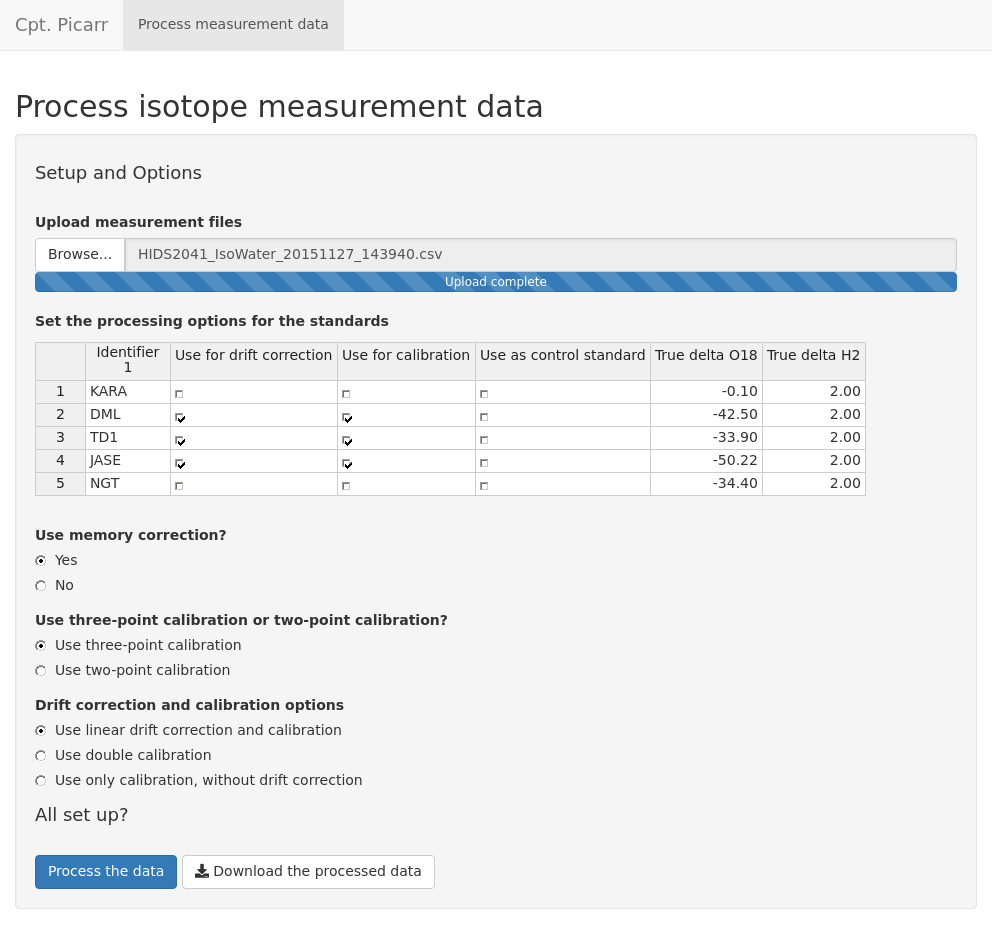 Cpt. Picarr Process measurement data
Process isotope measurement data
Setup and Options
Upload measurement files
Browse... HIDS2041_IsoWater_20151127_143940.csv
Upload complete
Set the processing options for the standards
Identifier 1 Use for drift correction Use for calibration Use as control standard True delta O18 True delta H2
1 KARA -0.10 2.00
2 DML -42.50 2.00
3 TD1 -33.90 2.00
4 JASE -50.22 2.00
5 NGT -34.40 2.00
Use memory correction?
Yes
No
Use three-point calibration or two-point calibration?
Use three-point calibration
Use two-point calibration
Drift correction and calibration options
Use linear drift correction and calibration
Use double calibration
Use only calibration, without drift correction
All set up?
Process the data Download the processed data